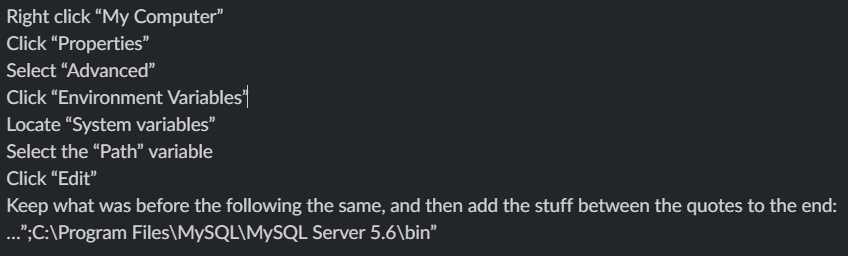 Right click “My Computer”
Click “Properties”
Select “Advanced”
Click “Environment Variables”
Locate “System variables”
Select the “Path” variable
Click “Edit”
Keep what was before the following the same, and then add the stuff between the quotes to the end:
…”;C:\Program Files\MySQL\MySQL Server 5.6\bin”